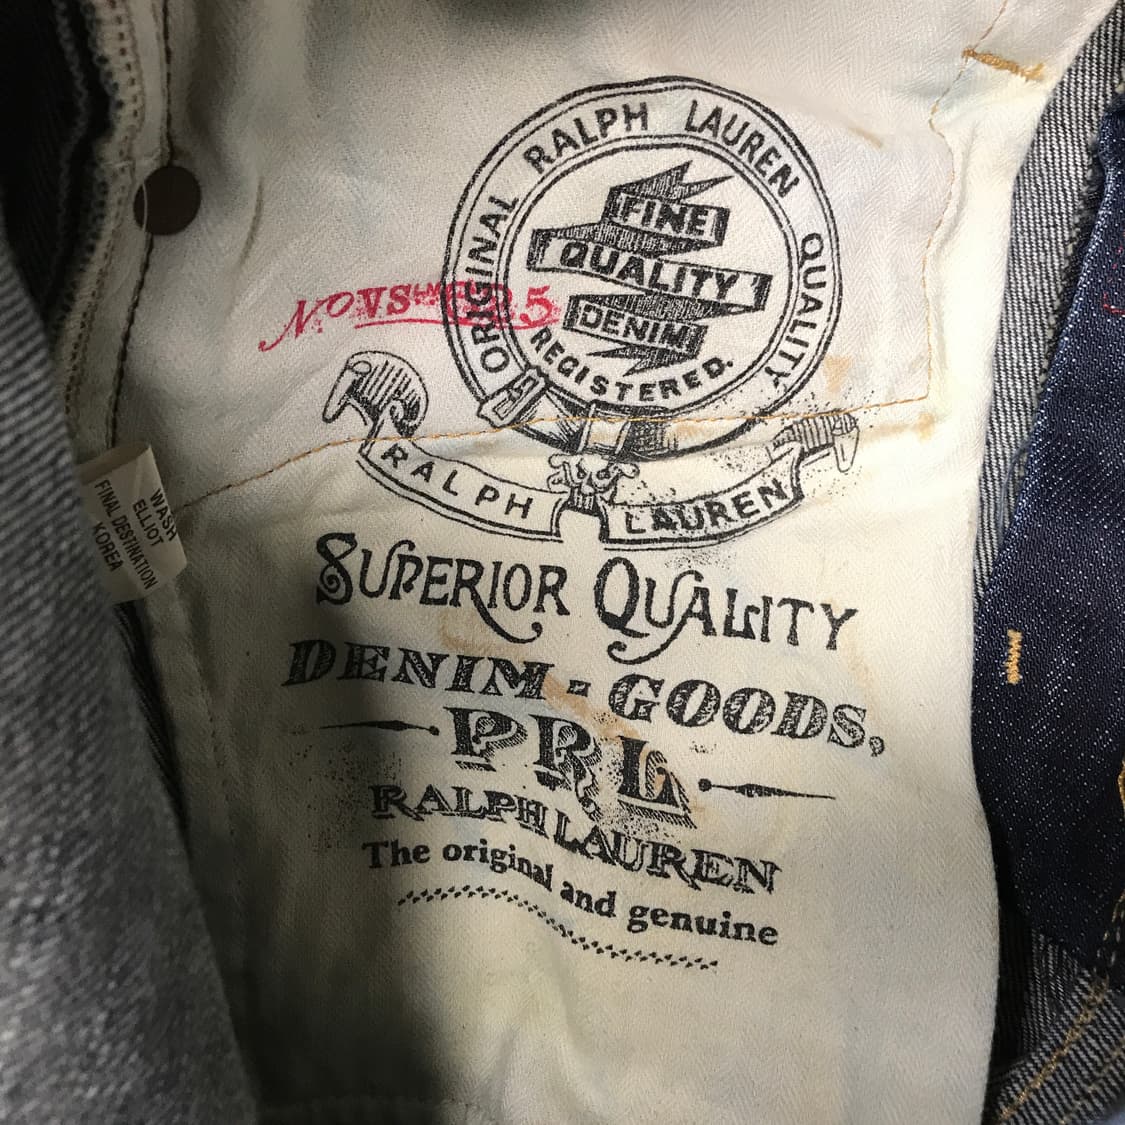 ORIGINAL RALPH LAUREN QUALITY
FINE
QUALITY
DENIM
REGISTERED.
RALPH LAUREN
SUPERIOR QUALITY
DENIM - GOODS,
PRL
RALPH LAUREN
The original and genuine
WASH
ELLIOT
FINAL DESTINATION
KOREA